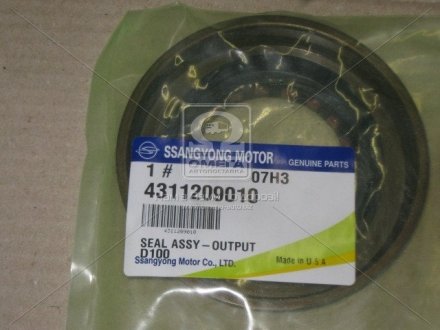 SSANGYONG MOTOR GENUINE PARTS
1 # 07H3
4311209010
4311209010
SEAL ASSY-OUTPUT
D100
Ssangyong Motor Co., LTD. Made in U S A